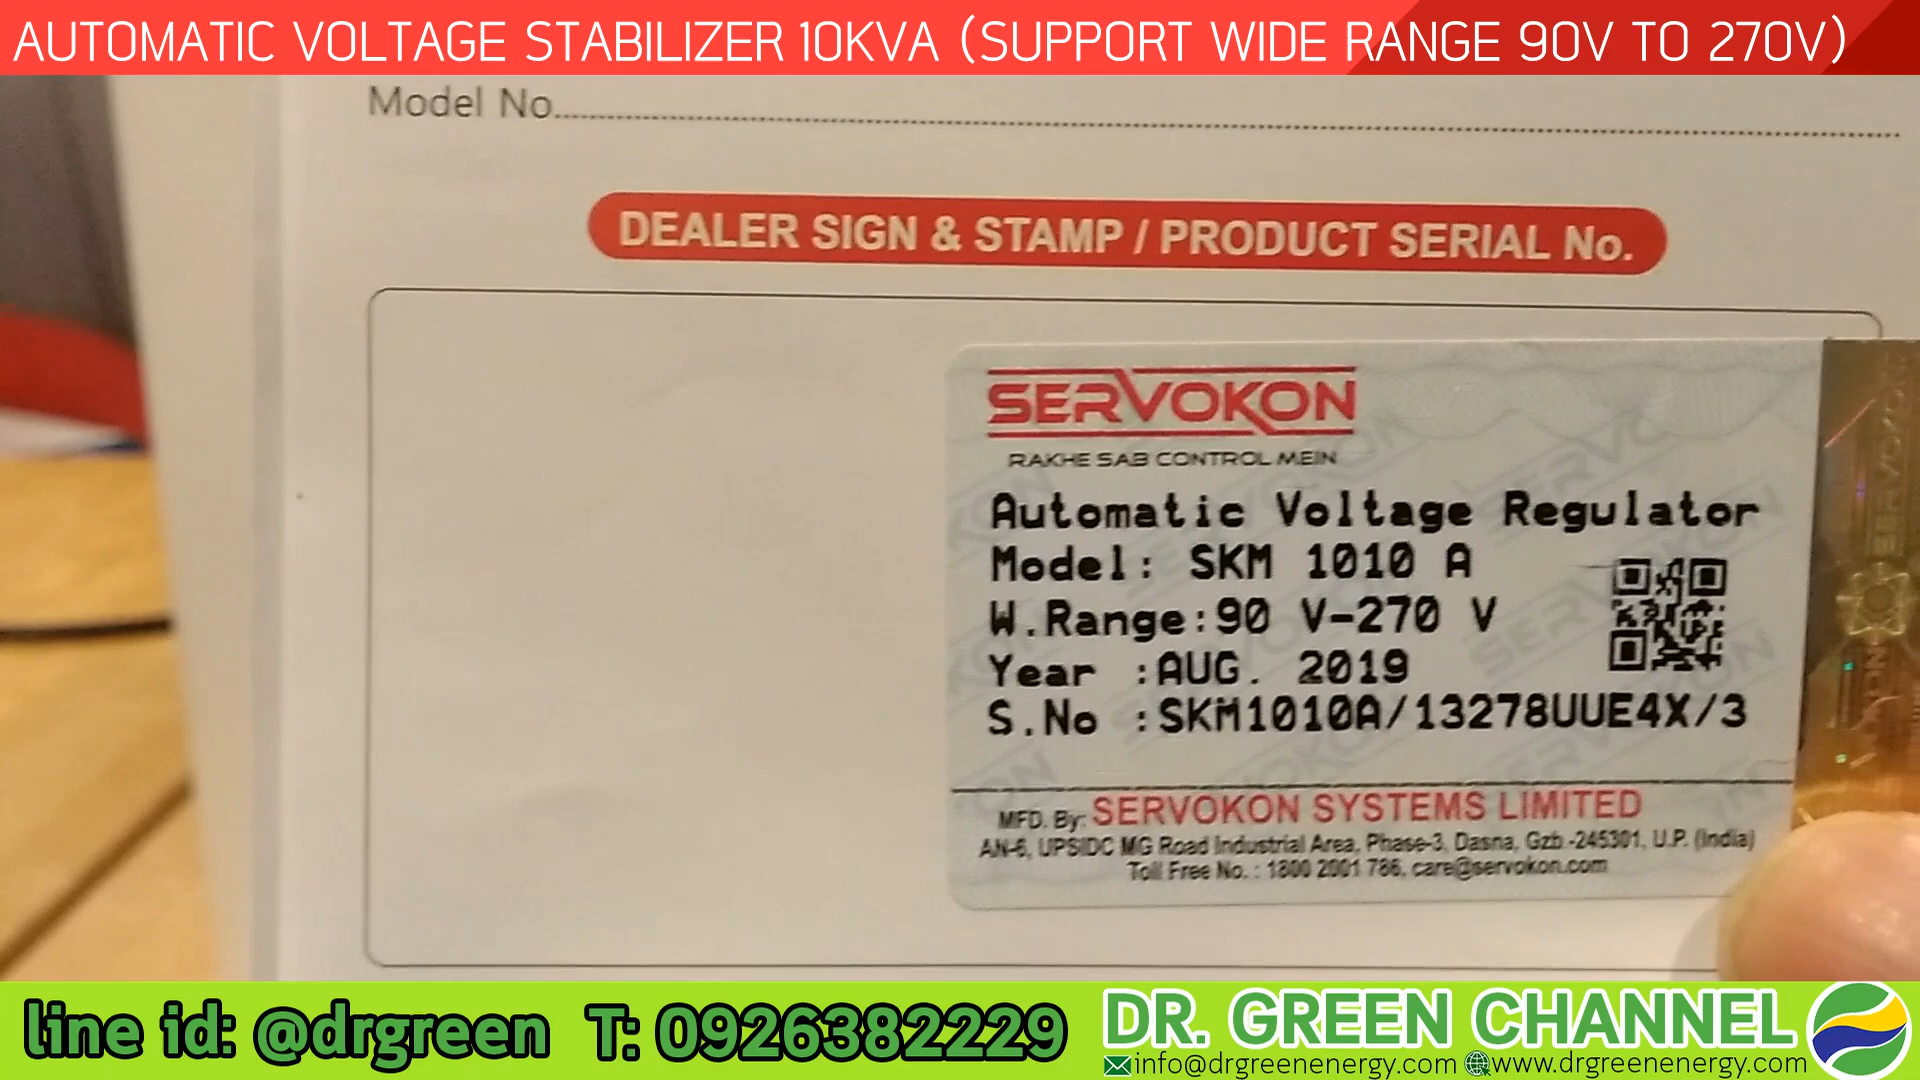 AUTOMATIC VOLTAGE STABILIZER 10KVA (SUPPORT WIDE RANGE 90V TO 270V)
Model No.
DEALER SIGN & STAMP / PRODUCT SERIAL No.
SERVOKON
RAKHE SAB CONTROL MEIN
Automatic Voltage Regulator
Model: SKM 1010 A
W.Range:90 V-270 V
Year :AUG. 2019
S.No :SKM1010A/13278UUE4X/3
MFD. By: SERVOKON SYSTEMS LIMITED
AN-6, UPSIDC MG Road Industrial Area, Phase-3, Dasna, Gzb.-245301, U.P. (India)
Toll Free No. : 1800 2001 786, care@servokon.com
SERVOKON
line id: @drgreen T: 0926382229
DR. GREEN CHANNEL
info@drgreenenergy.com www.drgreenenergy.com